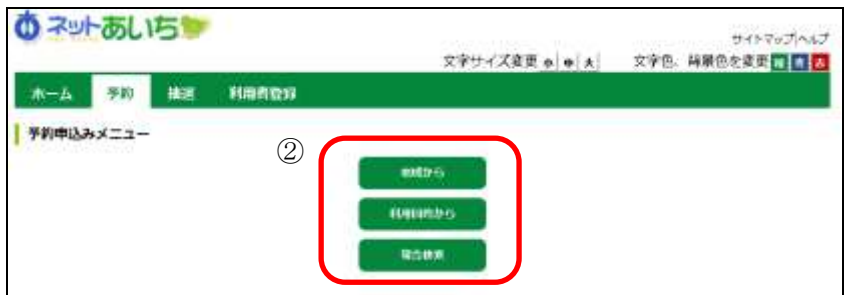 ネットあいち
サイトマップ|ヘルプ
文字サイズ変更 小 中 大 文字色、背景色を変更
ホーム 予約 抽選 利用者登録
予約申込みメニュー
②
地域から
利用目的から
複合検索